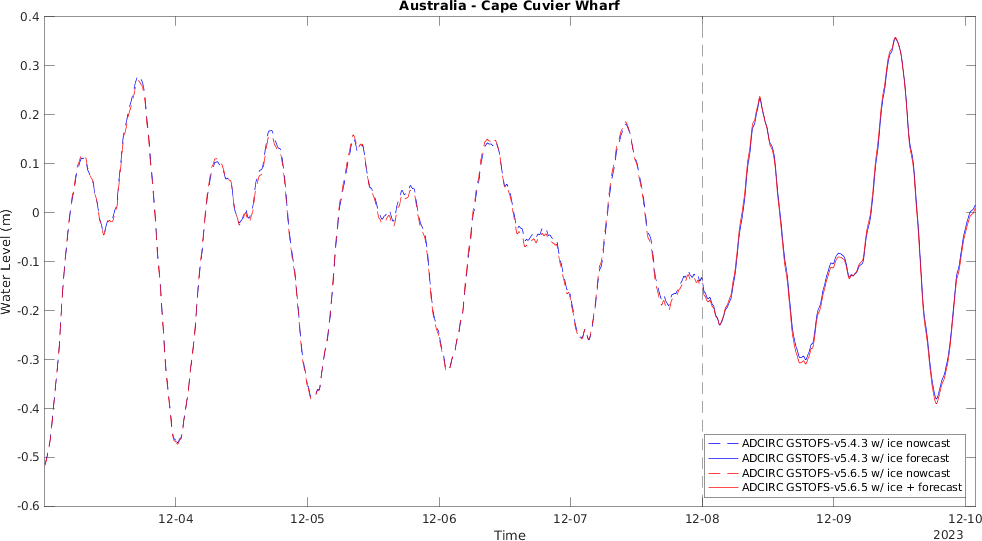 Australia - Cape Cuvier Wharf
0.4
0.3
0.2
0.1
0
-0.1
-0.2
-0.3
-0.4
-0.5
-0.6
Water Level (m)
12-04
12-05
12-06
12-07
12-08
12-09
12-10
Time
2023
ADCIRC GSTOFS-v5.4.3 w/ ice nowcast
ADCIRC GSTOFS-v5.4.3 w/ ice forecast
ADCIRC GSTOFS-v5.6.5 w/ ice nowcast
ADCIRC GSTOFS-v5.6.5 w/ ice + forecast